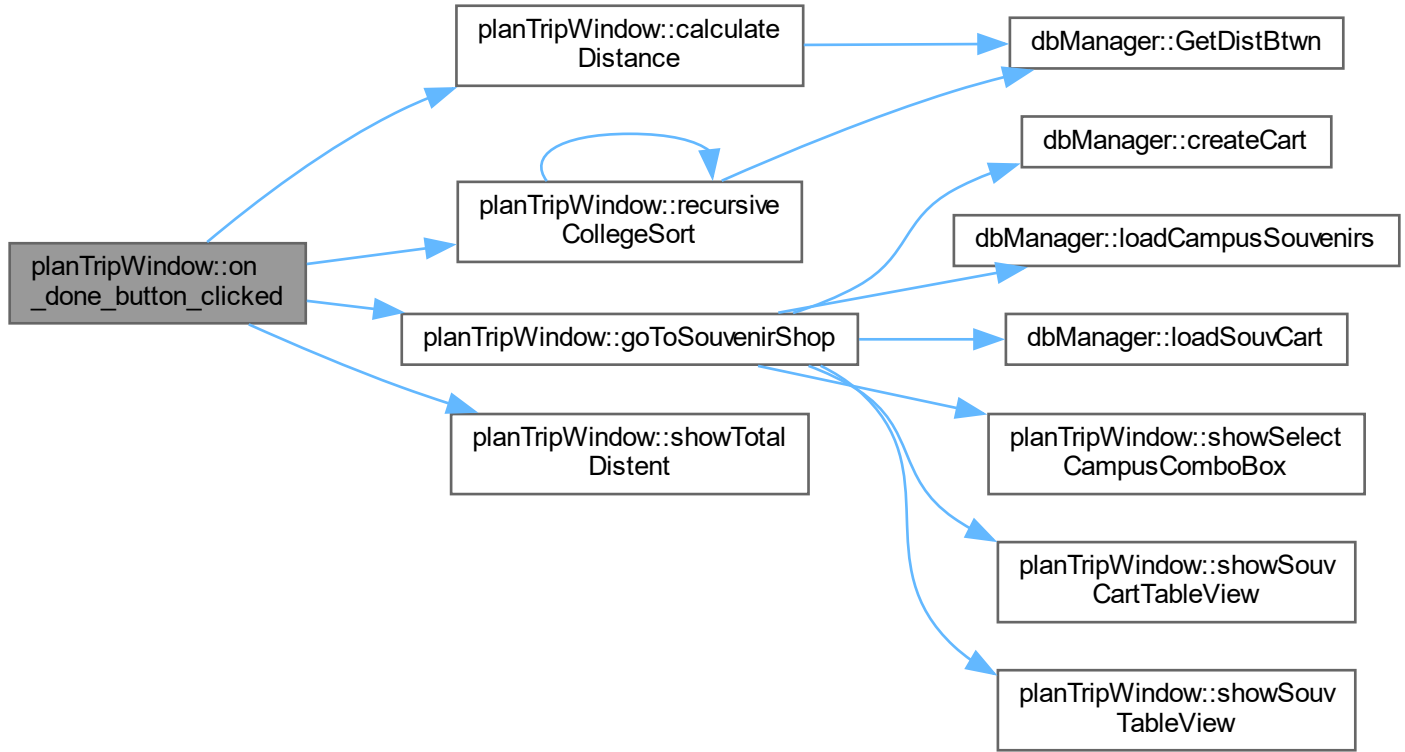 planTripWindow::on
_done_button_clicked
planTripWindow::calculate
Distance
planTripWindow::recursive
CollegeSort
planTripWindow::goToSouvenirShop
planTripWindow::showTotal
Distent
dbManager::GetDistBtwn
dbManager::createCart
dbManager::loadCampusSouvenirs
dbManager::loadSouvCart
planTripWindow::showSelect
CampusComboBox
planTripWindow::showSouv
CartTableView
planTripWindow::showSouv
TableView